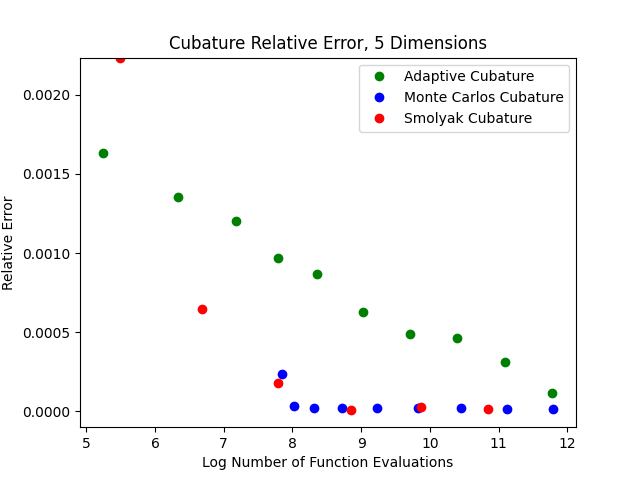 Cubature Relative Error, 5 Dimensions
Adaptive Cubature
Monte Carlos Cubature
Smolyak Cubature
0.0020
0.0015
0.0010
0.0005
0.0000
Relative Error
5 6 7 8 9 10 11 12
Log Number of Function Evaluations